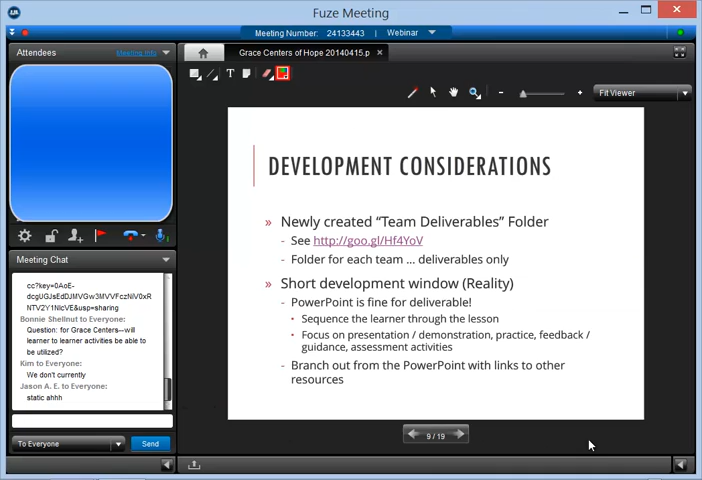 Fuze Meeting
Meeting Number: 24133443
Webinar
Attendees
Meeting Info
Grace Centers of Hope 20140415.p
Fit Viewer
DEVELOPMENT CONSIDERATIONS
» Newly created “Team Deliverables” Folder
- See http://goo.gl/Hf4YoV
- Folder for each team ... deliverables only
» Short development window (Reality)
- PowerPoint is fine for deliverable!
• Sequence the learner through the lesson
• Focus on presentation / demonstration, practice, feedback /
guidance, assessment activities
- Branch out from the PowerPoint with links to other
resources
9 / 19
Meeting Chat
cc?key=0AoE-
dcgUGJsEdDJMVGw3MVVFczNiV0xR
NTV2Y1NlcVE&usp=sharing
Bonnie Shellnut to Everyone:
Question: for Grace Centers---will
learner to learner activities be able to
be utilized?
Kim to Everyone:
We don't currently
Jason A. E. to Everyone:
static ahhh
To Everyone
Send